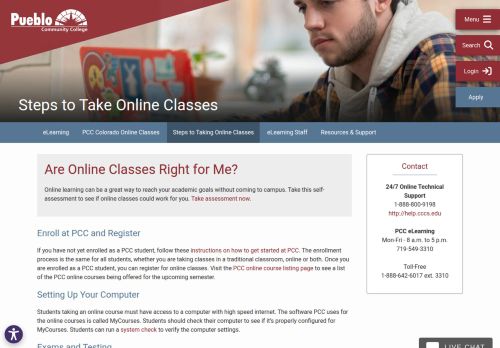 Pueblo
Community College
Menu
Search
Login
Apply
Steps to Take Online Classes
eLearning
PCC Colorado Online Classes
Steps to Taking Online Classes
eLearning Staff
Resources & Support
Are Online Classes Right for Me?
Online learning can be a great way to reach your academic goals without coming to campus. Take this self-
assessment to see if online classes could work for you. Take assessment now.
Enroll at PCC and Register
If you have not yet enrolled as a PCC student, follow these instructions on how to get started at PCC. The enrollment
process is the same for all students, whether you are taking classes in a traditional classroom, online or both. Once you
are enrolled as a PCC student, you can register for online classes. Visit the PCC online course listing page to see a list
of the PCC online courses being offered for the upcoming semester.
Setting Up Your Computer
Students taking an online course must have access to a computer with high speed internet. The software PCC uses for
the online courses is called MyCourses. Students should check their computer to see if it's properly configured for
MyCourses. Students can run a system check to verify the computer settings.
Exams and Testing
Contact
24/7 Online Technical
Support
1-888-800-9198
http://help.cccs.edu
PCC eLearning
Mon-Fri - 8 a.m. to 5 p.m.
719-549-3310
Toll-Free
1-888-642-6017 ext. 3310
LIVE CHAT